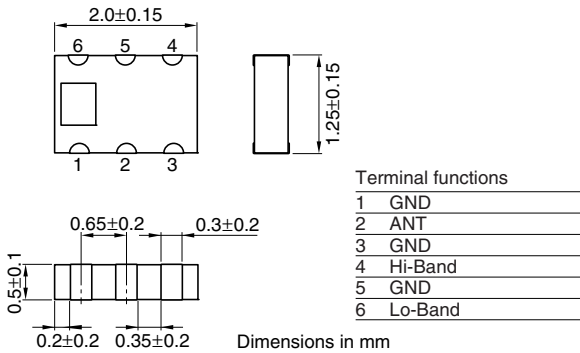 2.0±0.15
6 5 4
1 2 3
1.25±0.15
0.65±0.2
0.3±0.2
0.5±0.1
0.2±0.2
0.35±0.2
Dimensions in mm
Terminal functions
1 GND
2 ANT
3 GND
4 Hi-Band
5 GND
6 Lo-Band